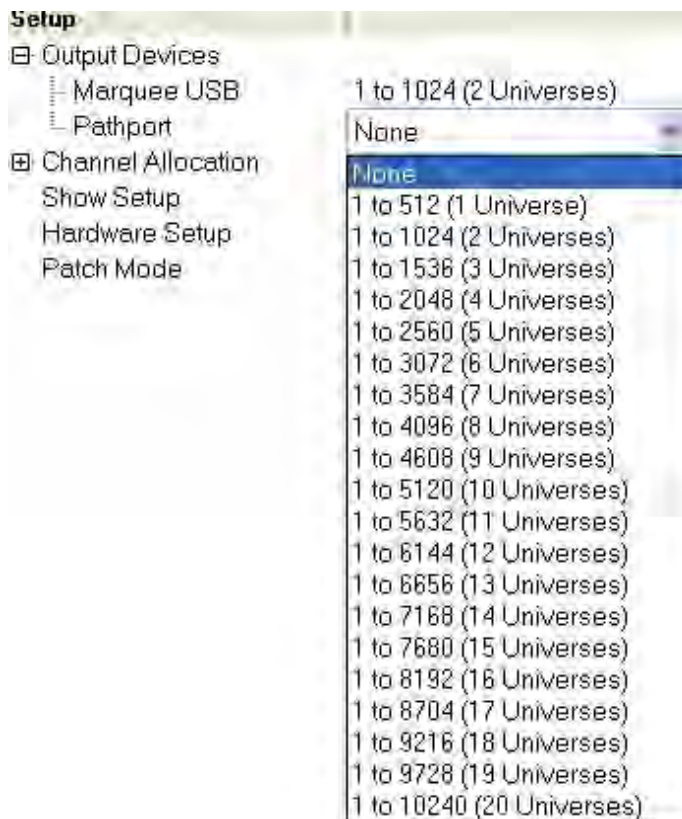 Setup
Output Devices
Marquee USB 1 to 1024 (2 Universes)
Pathport None
Channel Allocation
Show Setup
Hardware Setup
Patch Mode
None
1 to 512 (1 Universe)
1 to 1024 (2 Universes)
1 to 1536 (3 Universes)
1 to 2048 (4 Universes)
1 to 2560 (5 Universes)
1 to 3072 (6 Universes)
1 to 3584 (7 Universes)
1 to 4096 (8 Universes)
1 to 4608 (9 Universes)
1 to 5120 (10 Universes)
1 to 5632 (11 Universes)
1 to 6144 (12 Universes)
1 to 6656 (13 Universes)
1 to 7168 (14 Universes)
1 to 7680 (15 Universes)
1 to 8192 (16 Universes)
1 to 8704 (17 Universes)
1 to 9216 (18 Universes)
1 to 9728 (19 Universes)
1 to 10240 (20 Universes)